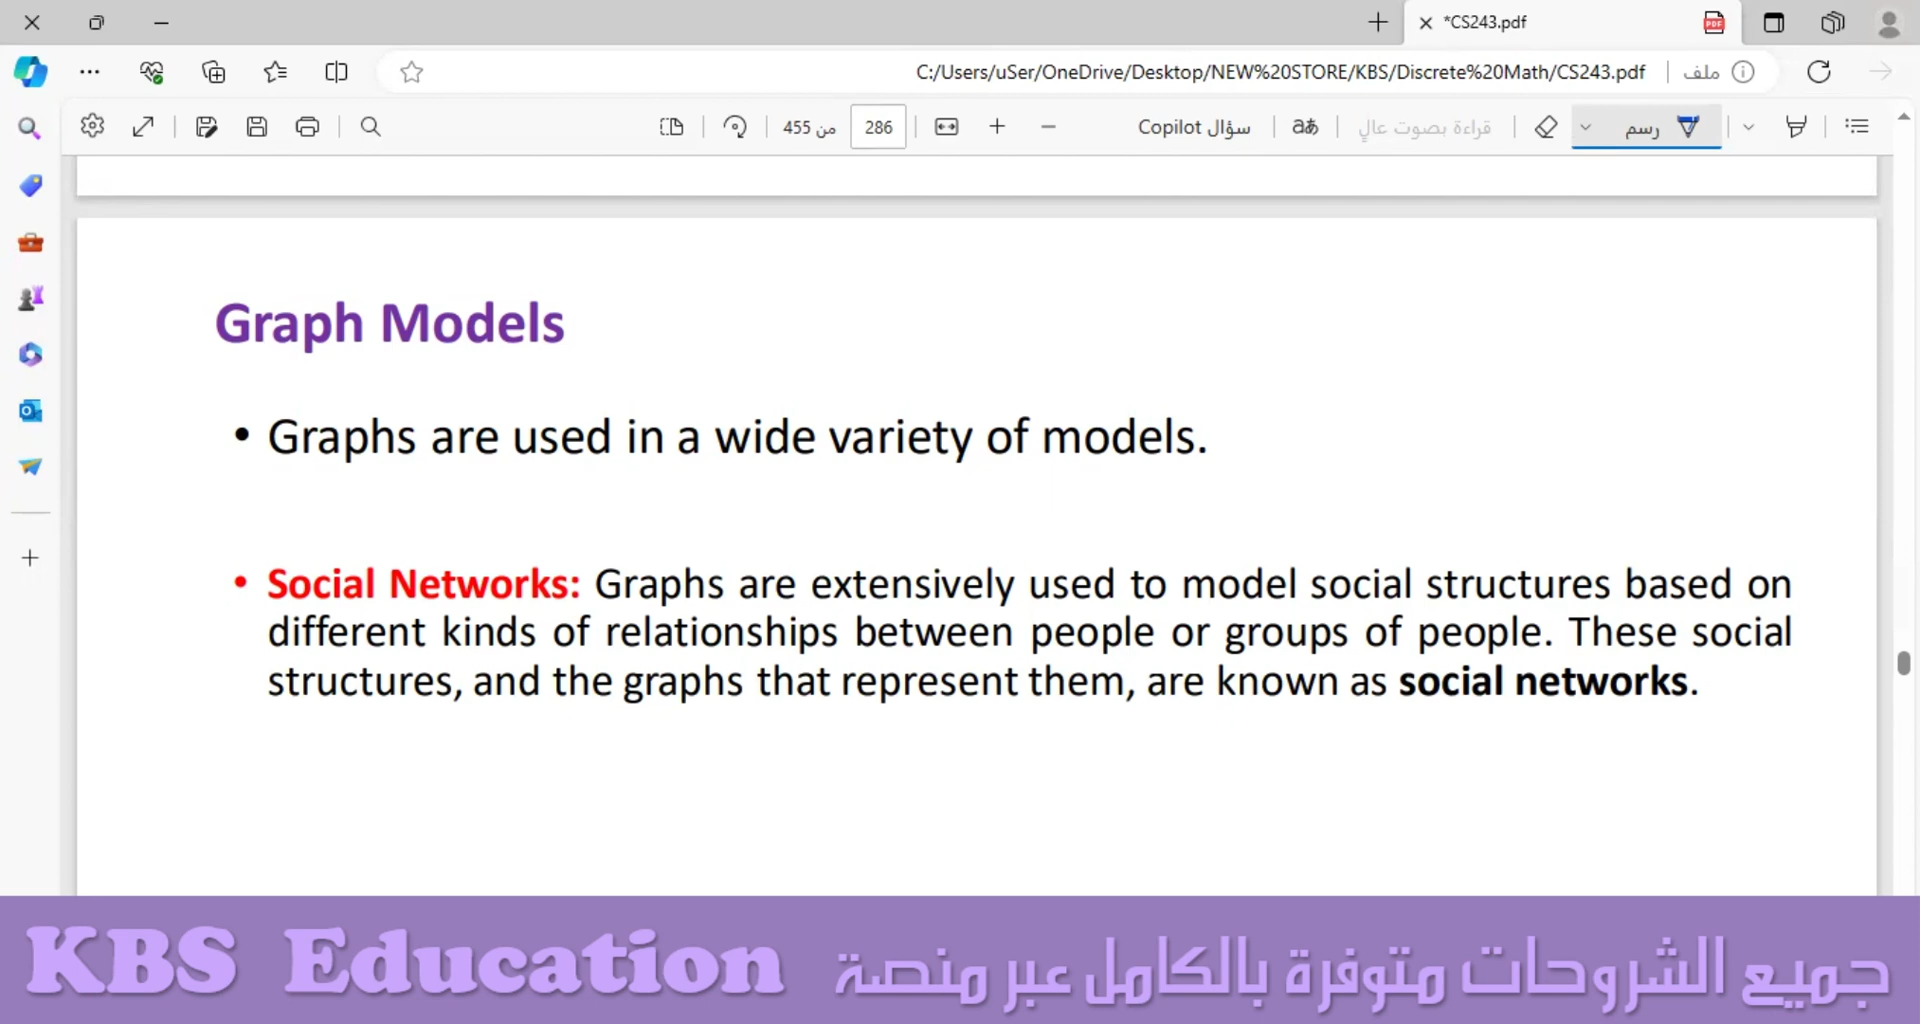 *CS243.pdf
C:/Users/uSer/OneDrive/Desktop/NEW%20STORE/KBS/Discrete%20Math/CS243.pdf
ملف
286 من 455
سؤال Copilot
aあ
قراءة بصوت عالٍ
رسم
Graph Models
• Graphs are used in a wide variety of models.
• Social Networks: Graphs are extensively used to model social structures based on
different kinds of relationships between people or groups of people. These social
structures, and the graphs that represent them, are known as social networks.
KBS Education جميع الشروحات متوفرة بالكامل عبر منصة